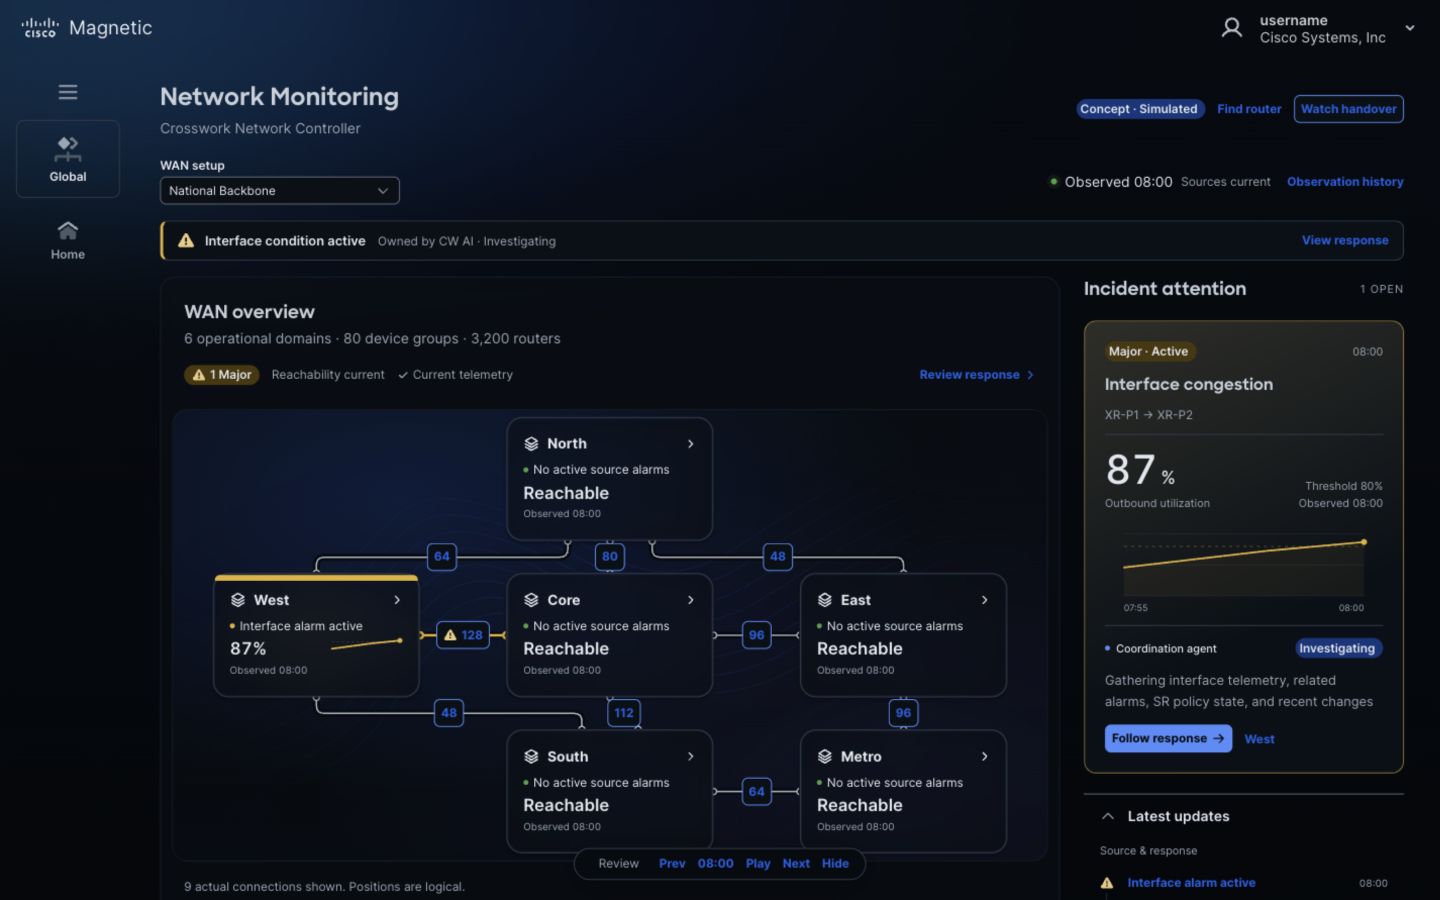 cisco Magnetic
username
Cisco Systems, Inc
Network Monitoring
Crosswork Network Controller
Concept · Simulated
Find router
Watch handover
Global
Home
WAN setup
National Backbone
Observed 08:00 Sources current
Observation history
Interface condition active Owned by CW AI · Investigating
View response
WAN overview
6 operational domains · 80 device groups · 3,200 routers
1 Major Reachability current Current telemetry
Review response
North
No active source alarms
Reachable
Observed 08:00
64
80
48
West
Interface alarm active
87%
Observed 08:00
128
Core
No active source alarms
Reachable
Observed 08:00
96
East
No active source alarms
Reachable
Observed 08:00
48
112
96
South
No active source alarms
Reachable
Observed 08:00
64
Metro
No active source alarms
Reachable
Observed 08:00
Review Prev 08:00 Play Next Hide
9 actual connections shown. Positions are logical.
Incident attention
1 OPEN
Major · Active
08:00
Interface congestion
XR-P1 → XR-P2
87 %
Outbound utilization
Threshold 80%
Observed 08:00
07:55
08:00
Coordination agent
Investigating
Gathering interface telemetry, related
alarms, SR policy state, and recent changes
Follow response →
West
Latest updates
Source & response
Interface alarm active
08:00